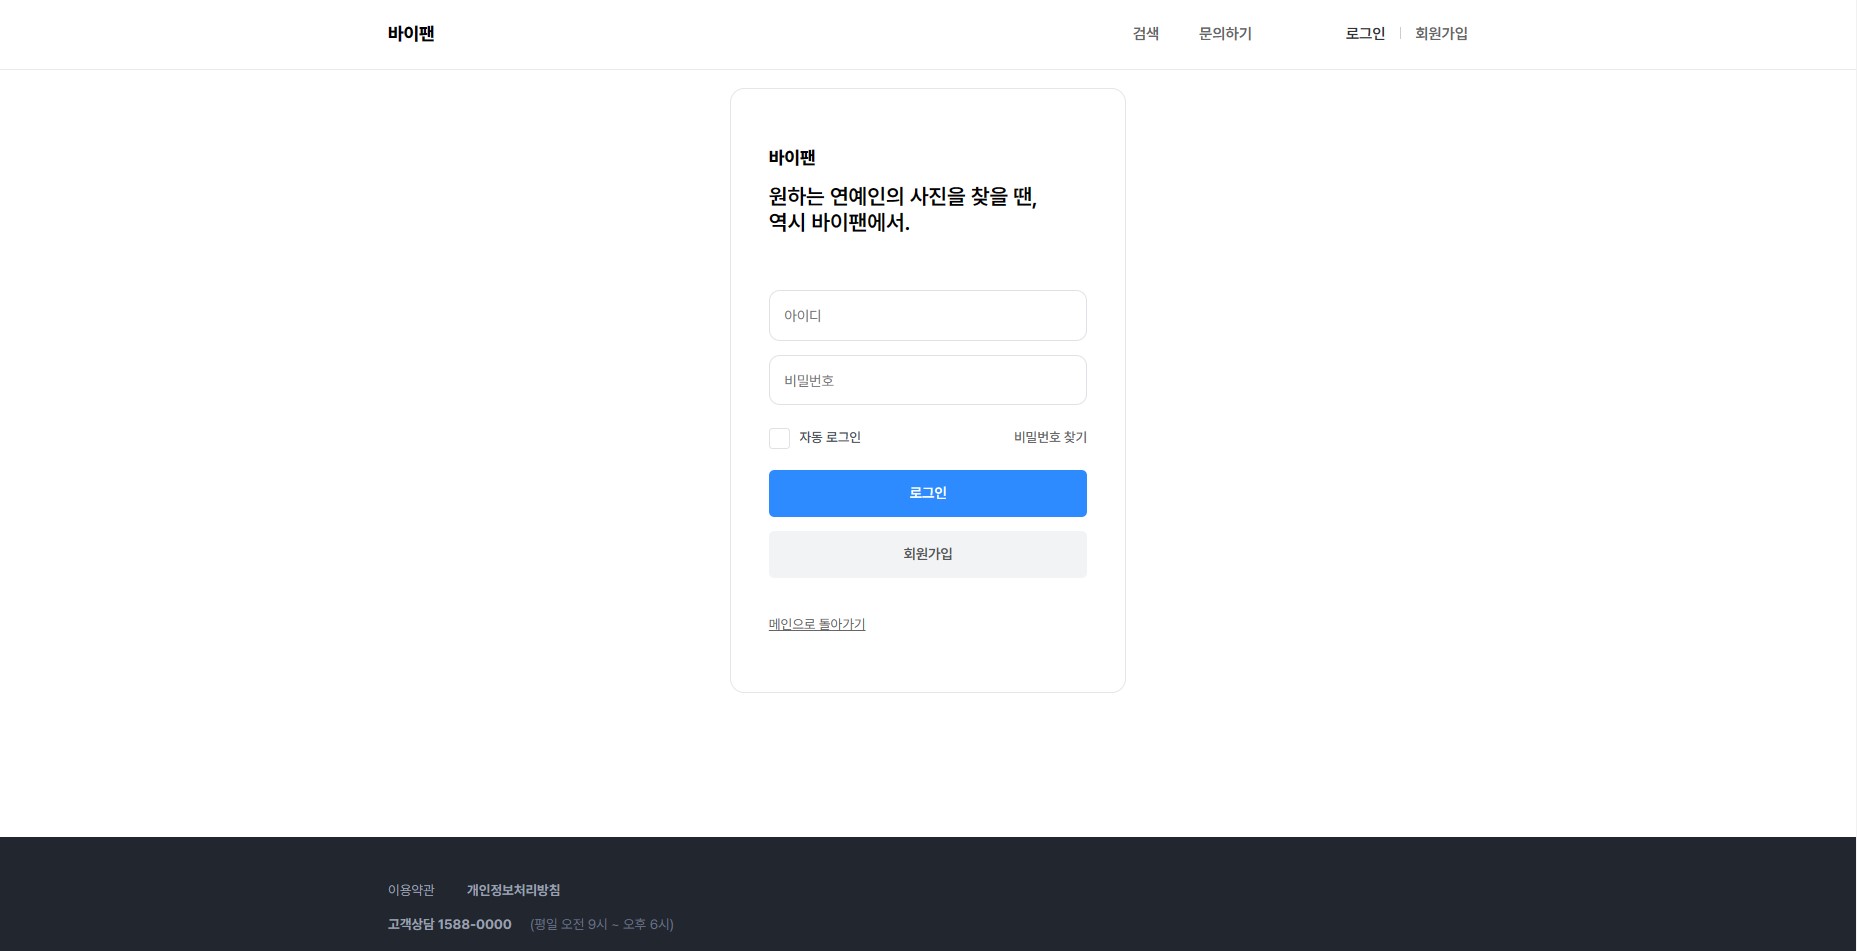 바이팬
검색 문의하기 로그인 회원가입
바이팬
원하는 연예인의 사진을 찾을 땐,
역시 바이팬에서.
아이디
비밀번호
자동 로그인 비밀번호 찾기
로그인
회원가입
메인으로 돌아가기
이용약관 개인정보처리방침
고객상담 1588-0000 (평일 오전 9시 ~ 오후 6시)